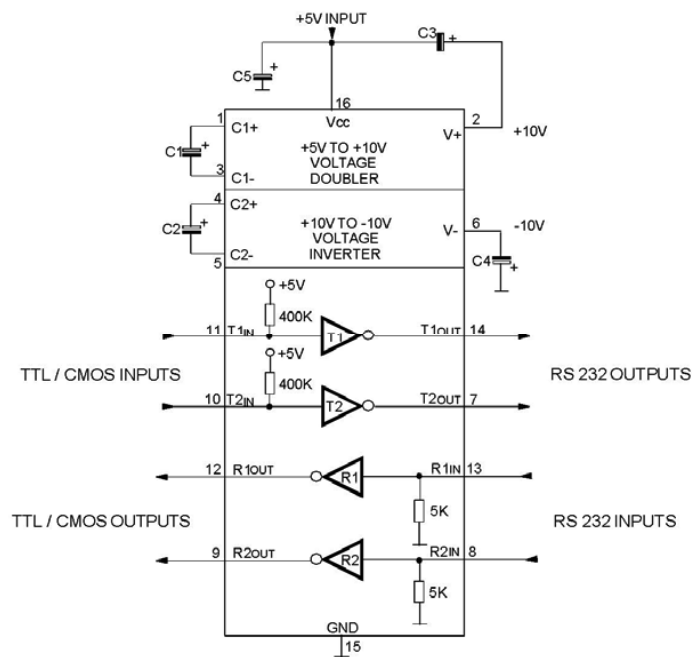 +5V INPUT
C3
+
C5
+
16
Vcc
1
C1+
2
V+
+10V
C1
+
+5V TO +10V
VOLTAGE
DOUBLER
3
C1-
4
C2+
+10V TO -10V
VOLTAGE
INVERTER
V-
6
-10V
C2
+
C2-
5
C4
+
+5V
400K
11
T1IN
T1
T1OUT
14
+5V
400K
TTL / CMOS INPUTS
RS 232 OUTPUTS
10
T2IN
T2
T2OUT
7
12
R1OUT
R1
R1IN
13
5K
TTL / CMOS OUTPUTS
RS 232 INPUTS
9
R2OUT
R2
R2IN
8
5K
GND
15